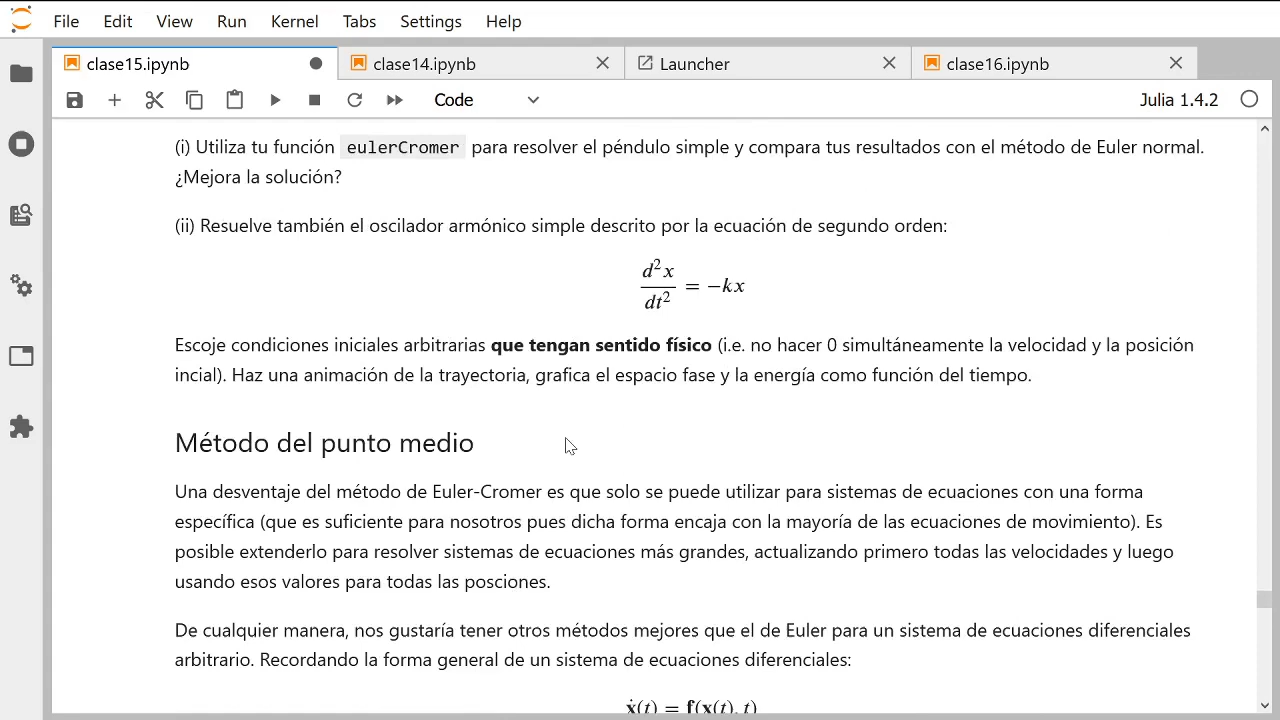 File Edit View Run Kernel Tabs Settings Help
clase15.ipynb clase14.ipynb Launcher clase16.ipynb
Code Julia 1.4.2
(i) Utiliza tu función eulerCromer para resolver el péndulo simple y compara tus resultados con el método de Euler normal.
¿Mejora la solución?
(ii) Resuelve también el oscilador armónico simple descrito por la ecuación de segundo orden:
d²x/dt² = −kx
Escoje condiciones iniciales arbitrarias que tengan sentido físico (i.e. no hacer 0 simultáneamente la velocidad y la posición
incial). Haz una animación de la trayectoria, grafica el espacio fase y la energía como función del tiempo.
Método del punto medio
Una desventaje del método de Euler-Cromer es que solo se puede utilizar para sistemas de ecuaciones con una forma
específica (que es suficiente para nosotros pues dicha forma encaja con la mayoría de las ecuaciones de movimiento). Es
posible extenderlo para resolver sistemas de ecuaciones más grandes, actualizando primero todas las velocidades y luego
usando esos valores para todas las posciones.
De cualquier manera, nos gustaría tener otros métodos mejores que el de Euler para un sistema de ecuaciones diferenciales
arbitrario. Recordando la forma general de un sistema de ecuaciones diferenciales:
ẋ(t) = f(x(t), t)